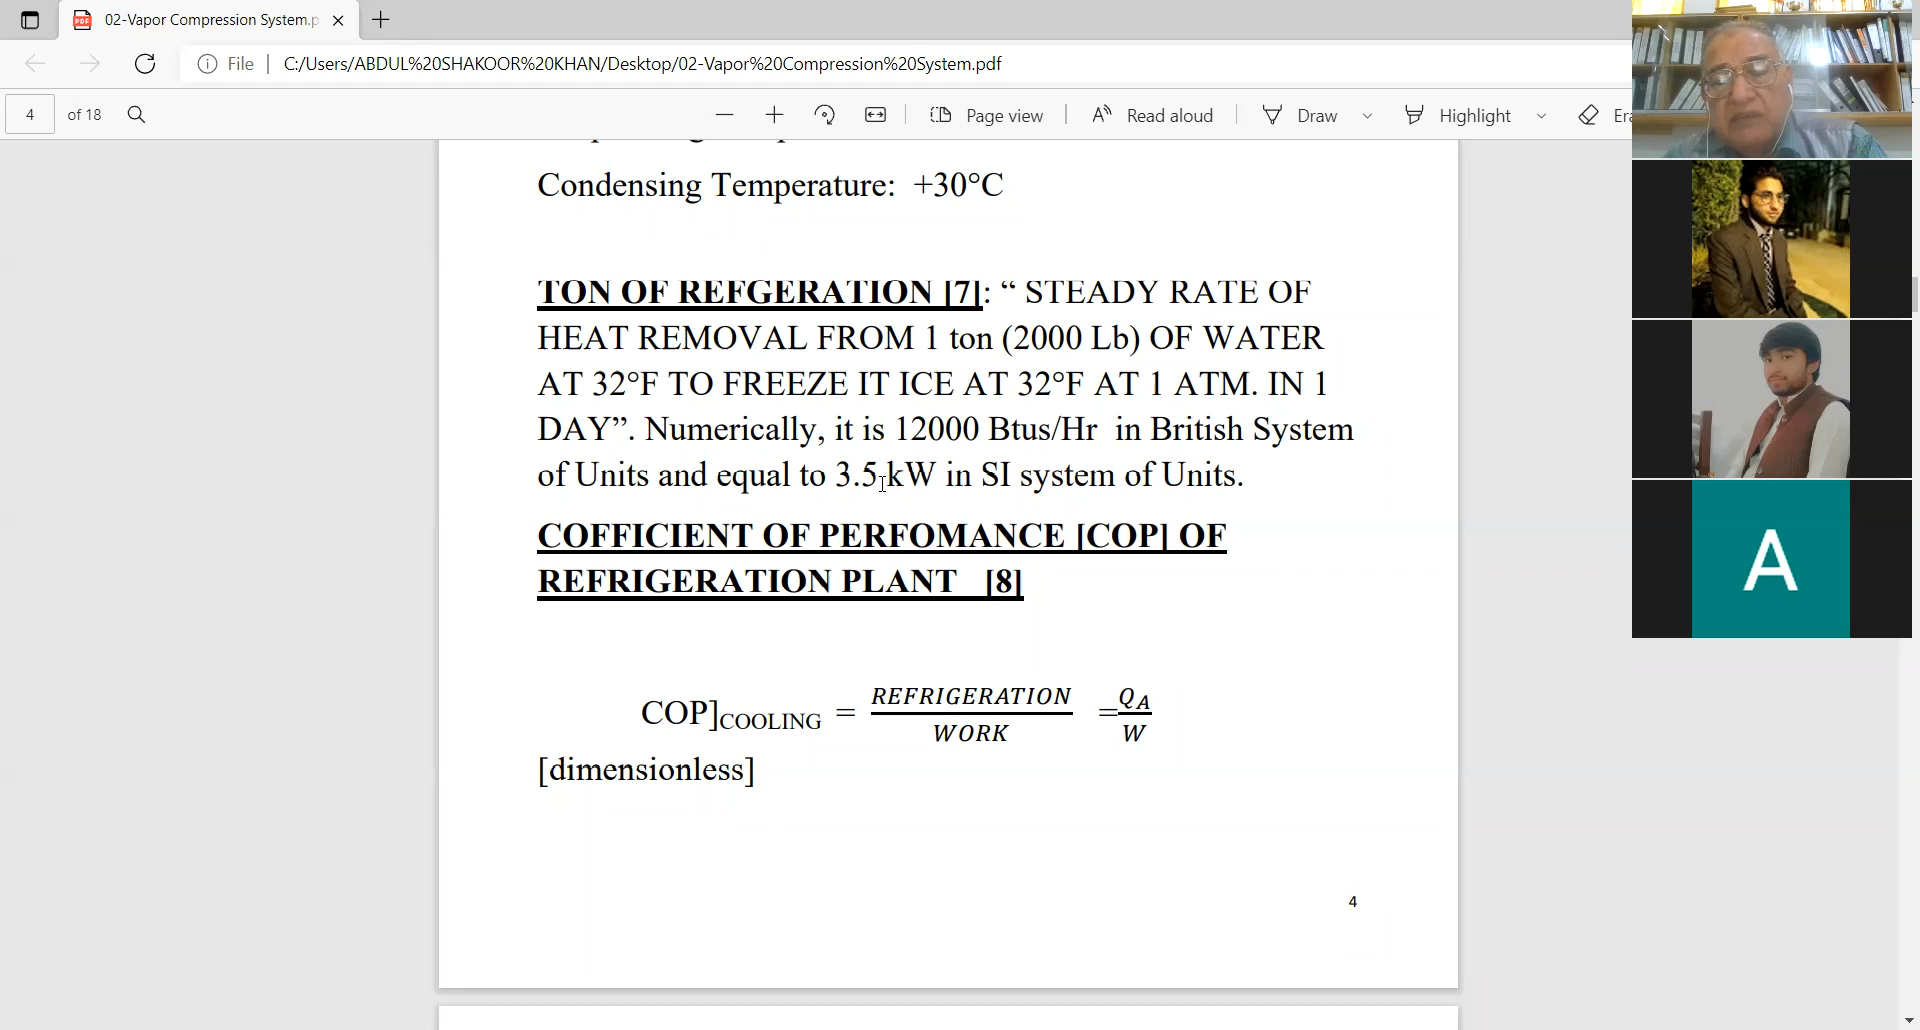 02-Vapor Compression System.p
File
C:/Users/ABDUL%20SHAKOOR%20KHAN/Desktop/02-Vapor%20Compression%20System.pdf
4 of 18
Page view
Read aloud
Draw
Highlight
Condensing Temperature: +30°C
TON OF REFGERATION [7]: “ STEADY RATE OF
HEAT REMOVAL FROM 1 ton (2000 Lb) OF WATER
AT 32°F TO FREEZE IT ICE AT 32°F AT 1 ATM. IN 1
DAY”. Numerically, it is 12000 Btus/Hr in British System
of Units and equal to 3.5 kW in SI system of Units.
COFFICIENT OF PERFOMANCE [COP] OF
REFRIGERATION PLANT [8]
COP]COOLING = REFRIGERATION/WORK =QA/W
[dimensionless]
4
A